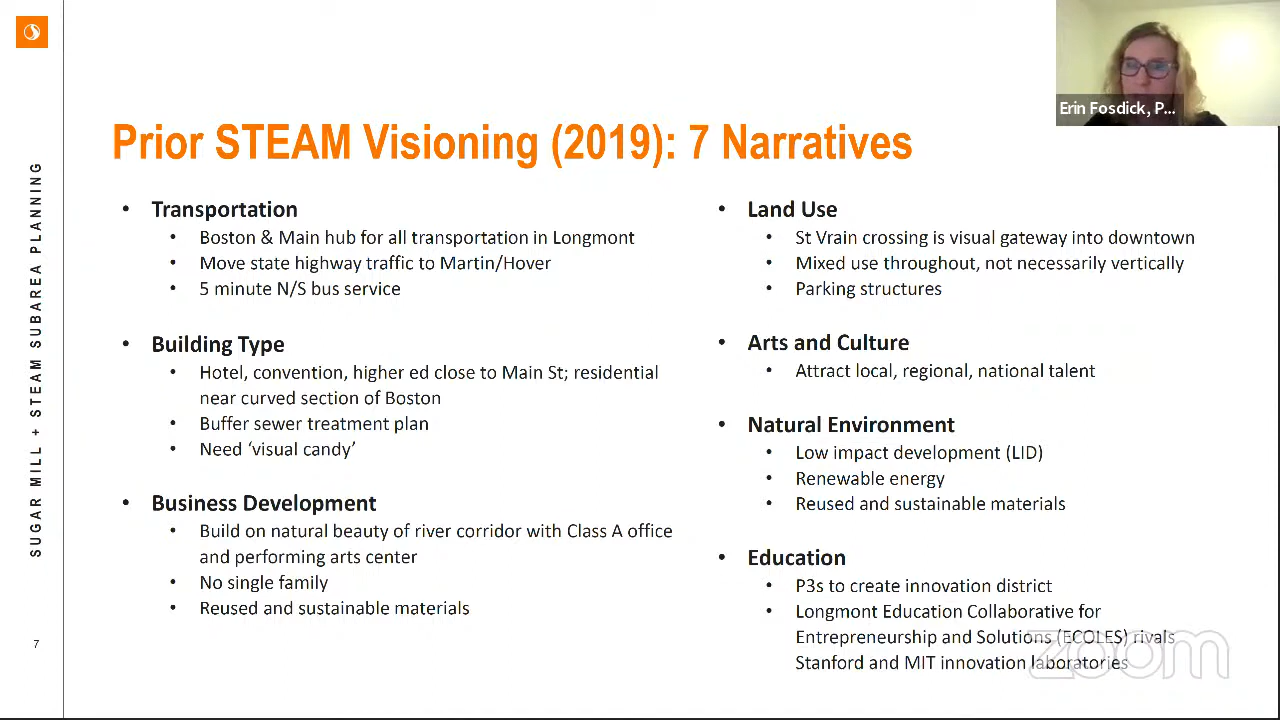 Erin Fosdick, P...
Prior STEAM Visioning (2019): 7 Narratives
SUGAR MILL + STEAM SUBAREA PLANNING
• Transportation
• Boston & Main hub for all transportation in Longmont
• Move state highway traffic to Martin/Hover
• 5 minute N/S bus service
• Building Type
• Hotel, convention, higher ed close to Main St; residential
near curved section of Boston
• Buffer sewer treatment plan
• Need ‘visual candy’
• Business Development
• Build on natural beauty of river corridor with Class A office
and performing arts center
• No single family
• Reused and sustainable materials
• Land Use
• St Vrain crossing is visual gateway into downtown
• Mixed use throughout, not necessarily vertically
• Parking structures
• Arts and Culture
• Attract local, regional, national talent
• Natural Environment
• Low impact development (LID)
• Renewable energy
• Reused and sustainable materials
• Education
• P3s to create innovation district
• Longmont Education Collaborative for
Entrepreneurship and Solutions (ECOLES) rivals
Stanford and MIT innovation laboratories
7
zoom